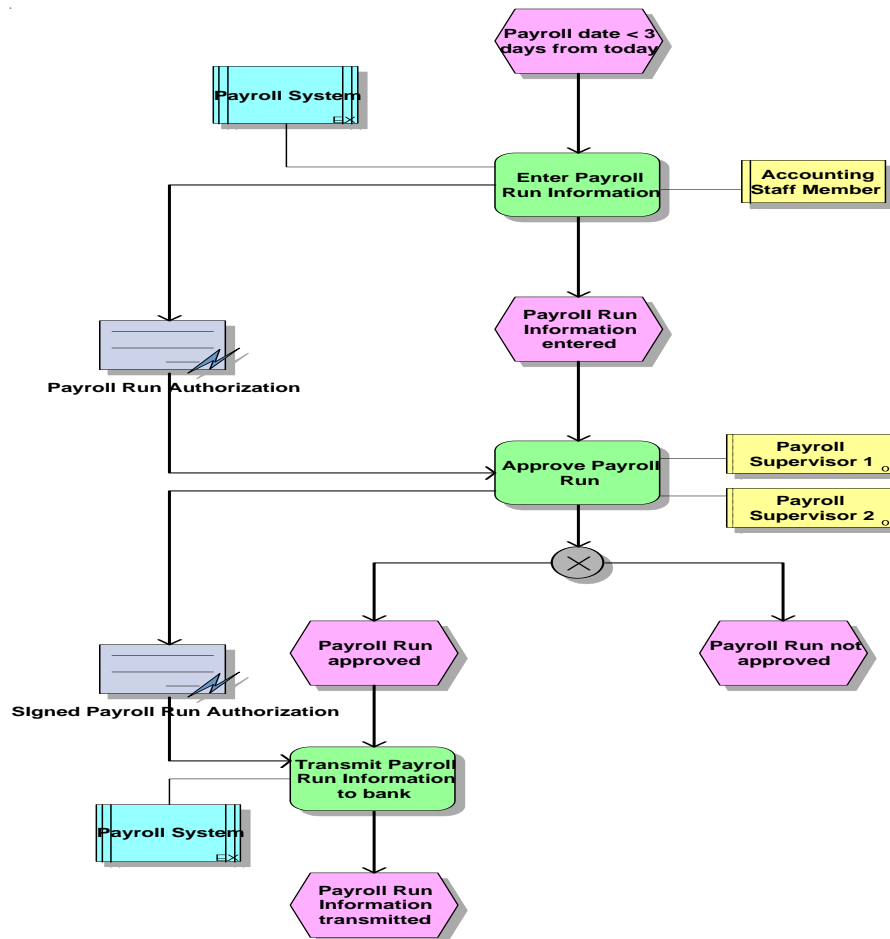 Payroll date < 3
days from today
Payroll System
EX
Enter Payroll
Run Information
Accounting
Staff Member
Payroll Run
Information
entered
Payroll Run Authorization
Approve Payroll
Run
Payroll
Supervisor 1
o
Payroll
Supervisor 2
o
Payroll Run
approved
Payroll Run not
approved
SIgned Payroll Run Authorization
Transmit Payroll
Run Information
to bank
Payroll System
EX
Payroll Run
Information
transmitted